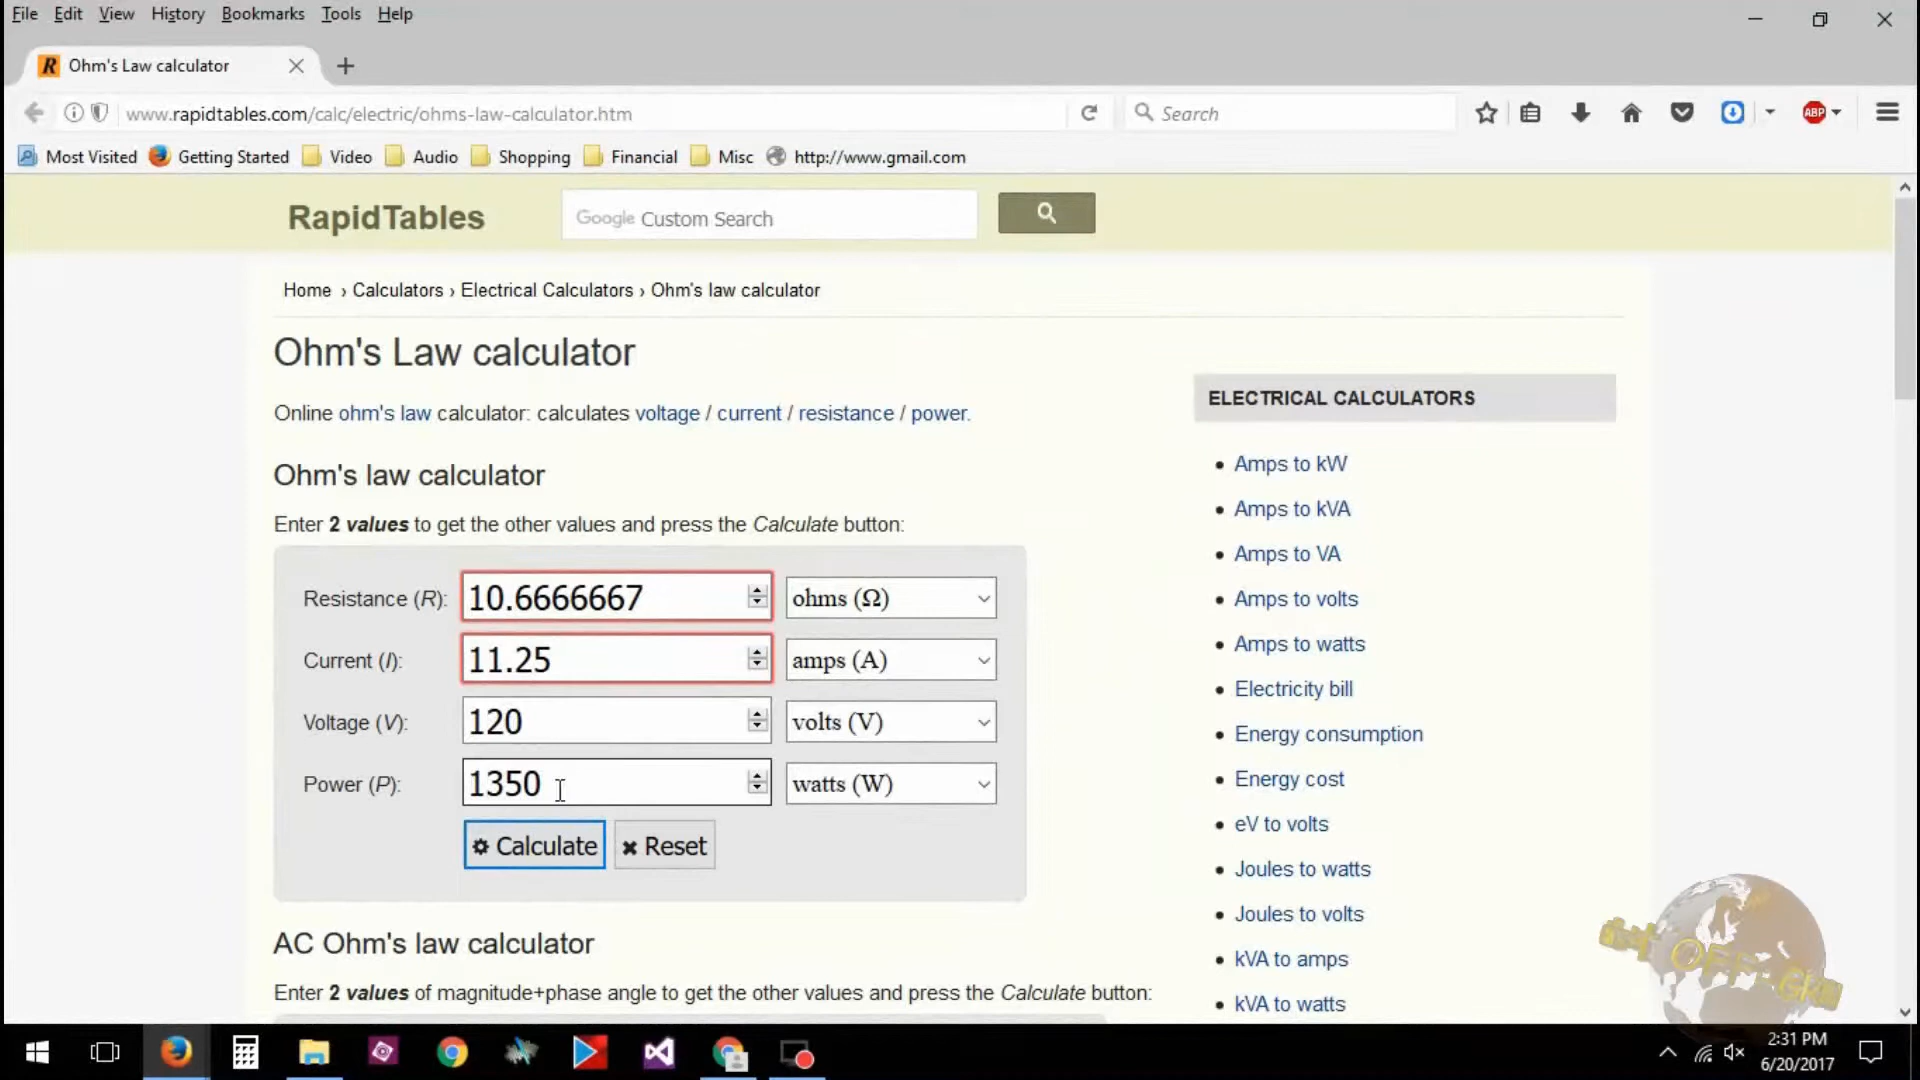 File Edit View History Bookmarks Tools Help
R Ohm's Law calculator
www.rapidtables.com/calc/electric/ohms-law-calculator.htm Search ABP
Most Visited Getting Started Video Audio Shopping Financial Misc http://www.gmail.com
RapidTables Google Custom Search
Home › Calculators › Electrical Calculators › Ohm's law calculator
Ohm's Law calculator
Online ohm's law calculator: calculates voltage / current / resistance / power.
Ohm's law calculator
Enter 2 values to get the other values and press the Calculate button:
Resistance (R): 10.6666667 ohms (Ω)
Current (I): 11.25 amps (A)
Voltage (V): 120 volts (V)
Power (P): 1350 watts (W)
Calculate Reset
AC Ohm's law calculator
Enter 2 values of magnitude+phase angle to get the other values and press the Calculate button:
ELECTRICAL CALCULATORS
Amps to kW
Amps to kVA
Amps to VA
Amps to volts
Amps to watts
Electricity bill
Energy consumption
Energy cost
eV to volts
Joules to watts
Joules to volts
kVA to amps
kVA to watts
2:31 PM
6/20/2017